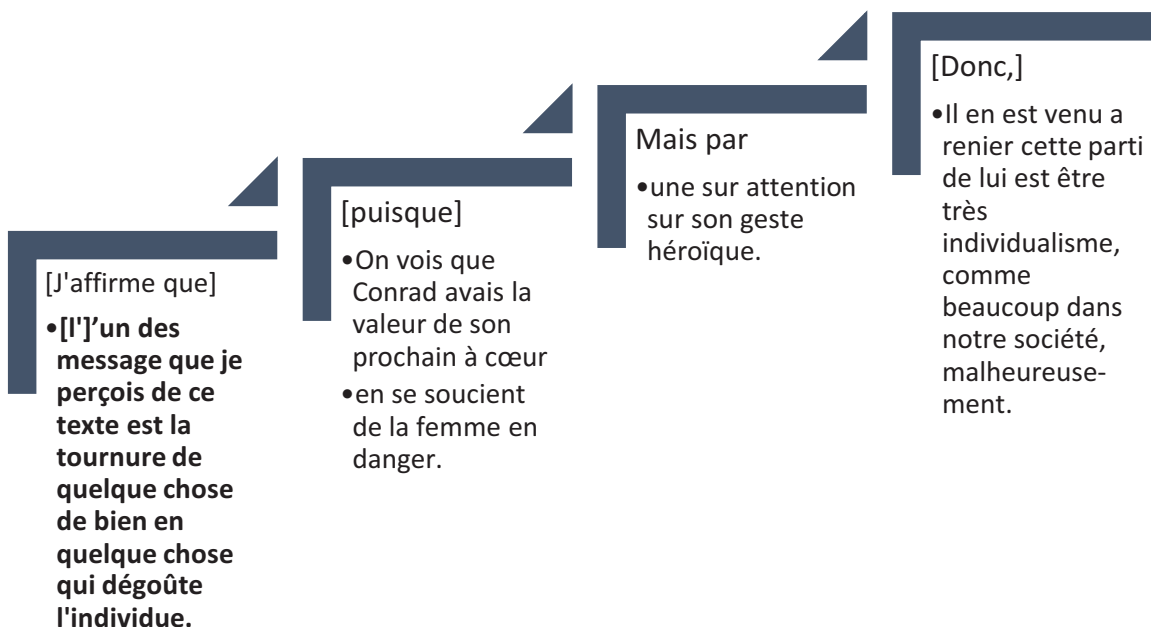 [J'affirme que]
•[l']’un des
message que je
perçois de ce
texte est la
tournure de
quelque chose
de bien en
quelque chose
qui dégoûte
l'individue.
[puisque]
•On vois que
Conrad avais la
valeur de son
prochain à cœur
•en se soucient
de la femme en
danger.
Mais par
•une sur attention
sur son geste
héroïque.
[Donc,]
•Il en est venu a
renier cette parti
de lui est être
très
individualisme,
comme
beaucoup dans
notre société,
malheureuse-
ment.